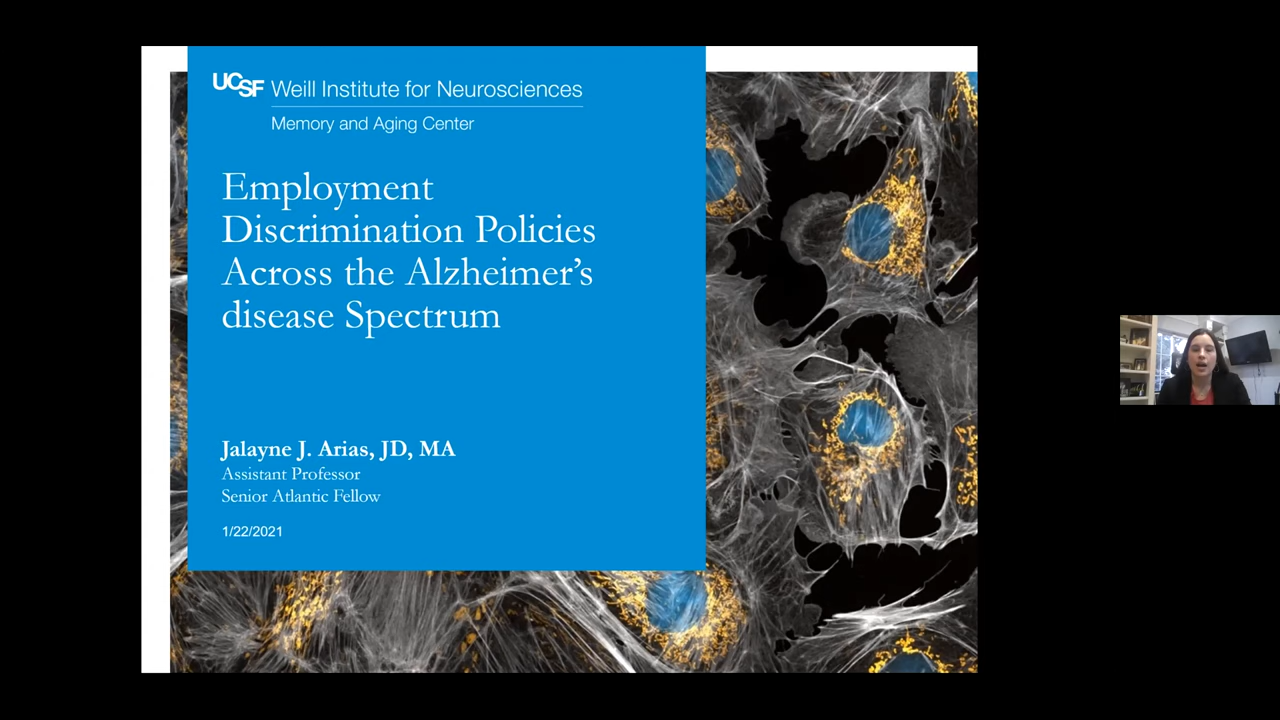 UCSF Weill Institute for Neurosciences
Memory and Aging Center
Employment
Discrimination Policies
Across the Alzheimer’s
disease Spectrum
Jalayne J. Arias, JD, MA
Assistant Professor
Senior Atlantic Fellow
1/22/2021